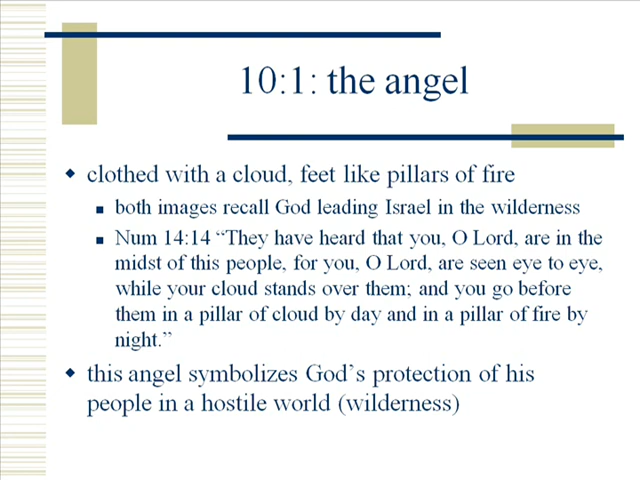 10:1: the angel
clothed with a cloud, feet like pillars of fire
both images recall God leading Israel in the wilderness
Num 14:14 “They have heard that you, O Lord, are in the
midst of this people, for you, O Lord, are seen eye to eye,
while your cloud stands over them; and you go before
them in a pillar of cloud by day and in a pillar of fire by
night.”
this angel symbolizes God’s protection of his
people in a hostile world (wilderness)